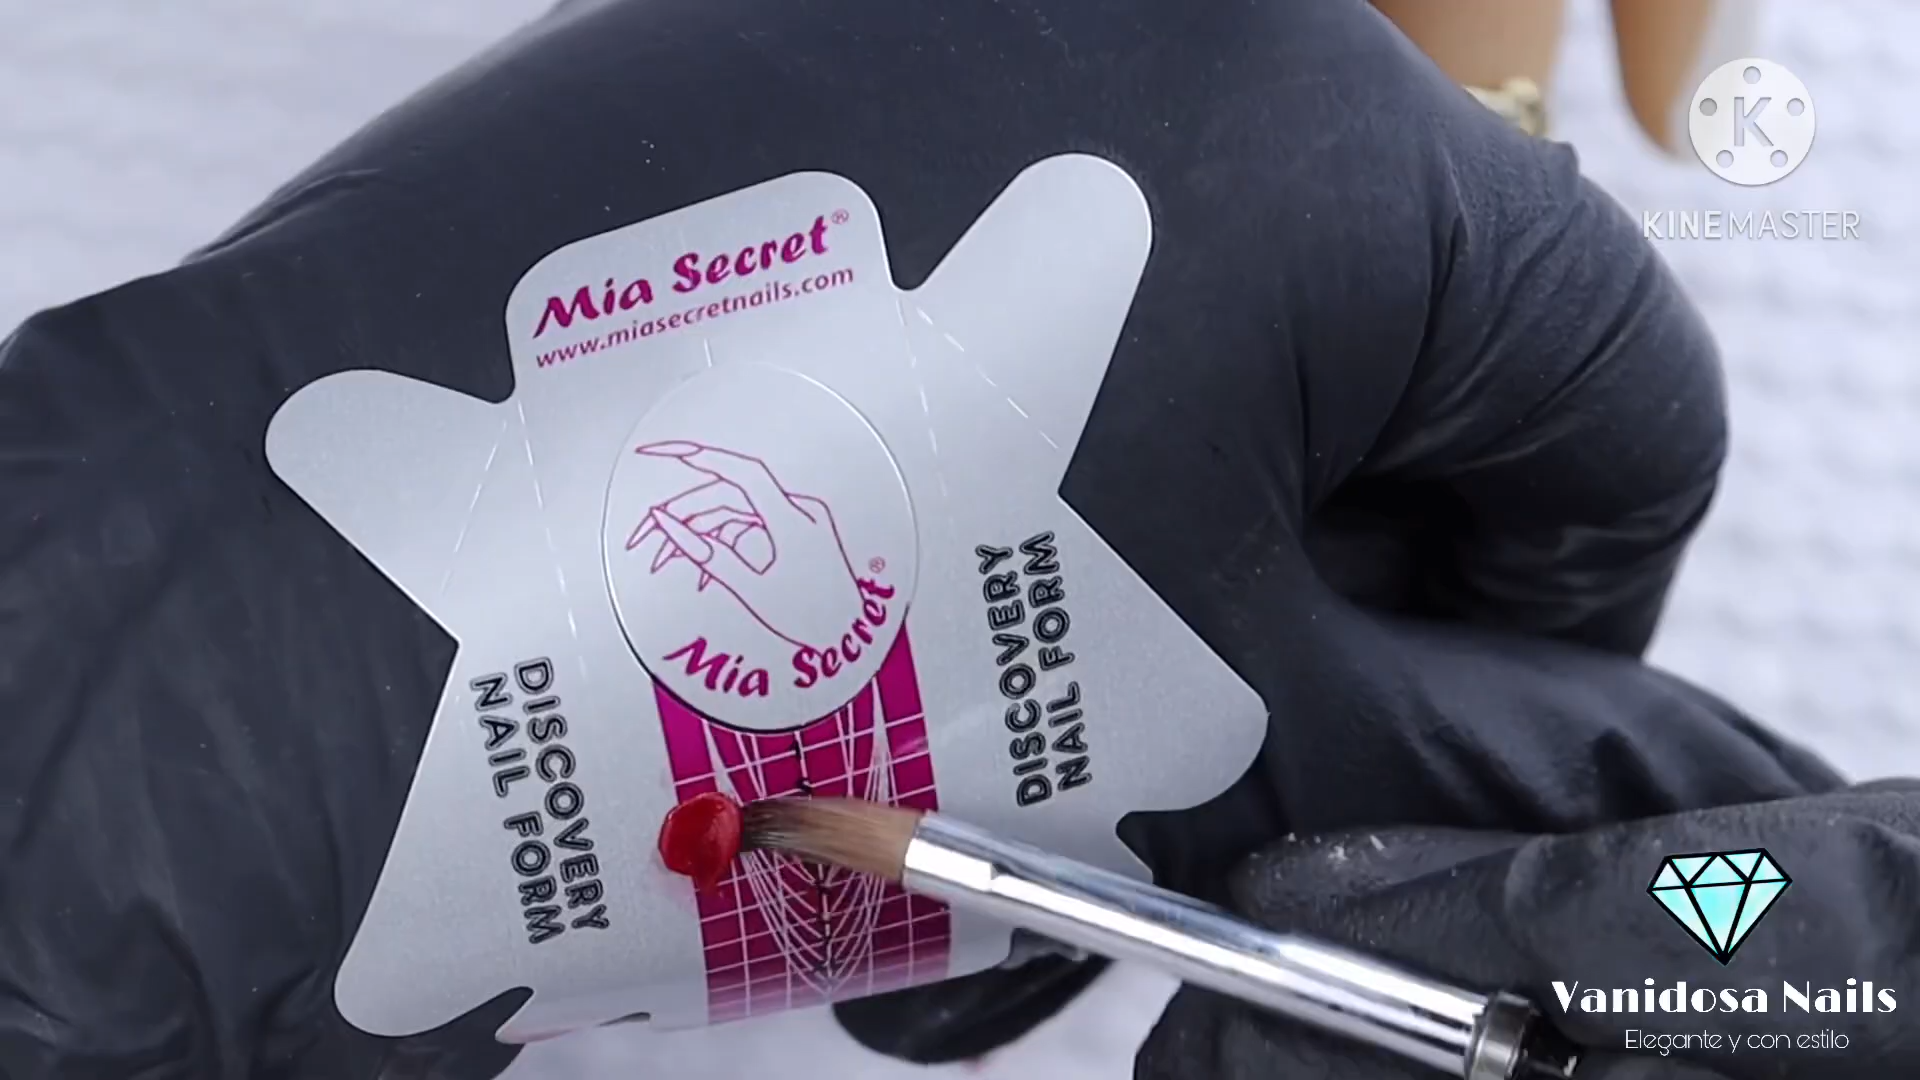 Mia Secret®
www.miasecretnails.com
K
KINEMASTER
Mia Secret®
DISCOVERY
NAIL FORM
DISCOVERY
NAIL FORM
Vanidosa Nails
Elegante y con estilo